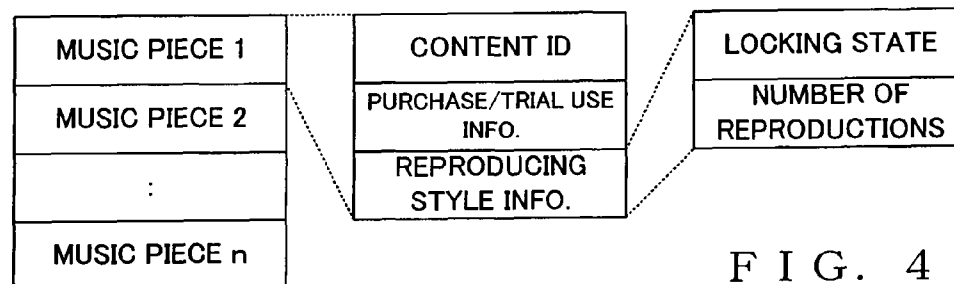 MUSIC PIECE 1
MUSIC PIECE 2
:
MUSIC PIECE n
CONTENT ID
PURCHASE/TRIAL USE
INFO.
REPRODUCING
STYLE INFO.
LOCKING STATE
NUMBER OF
REPRODUCTIONS
FIG. 4